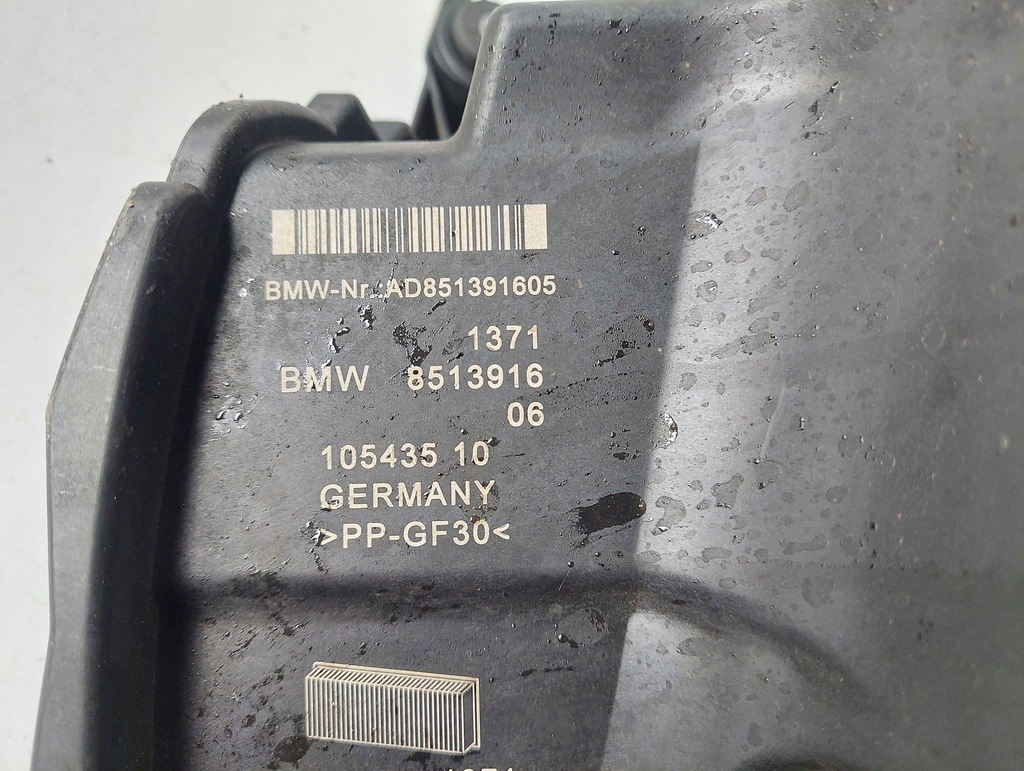 BMW-Nr. AD851391605
1371
BMW 8513916
06
105435 10
GERMANY
>PP-GF30<